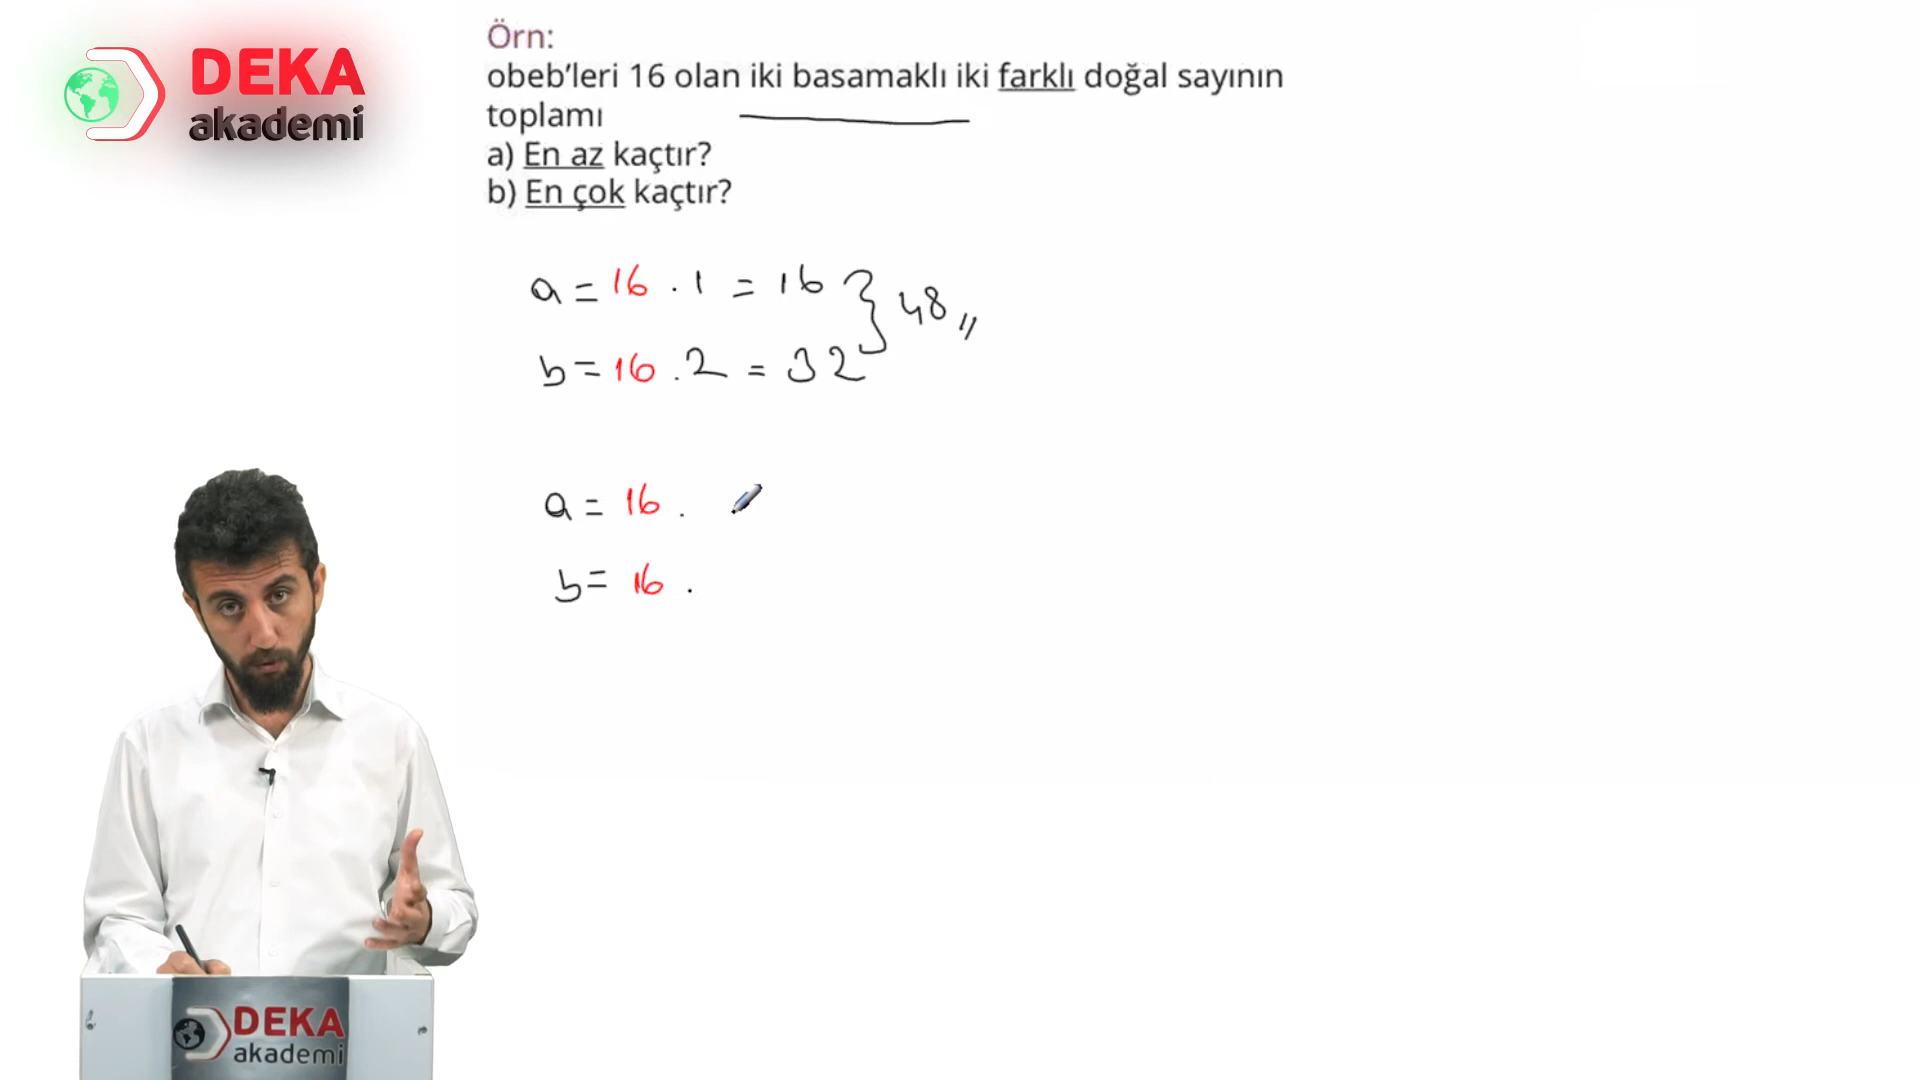 DEKA
akademi
Örn:
obeb’leri 16 olan iki basamaklı iki farklı doğal sayının
toplamı
a) En az kaçtır?
b) En çok kaçtır?
a = 16 . 1 = 16
b = 16 . 2 = 32
} 48 //
a = 16 .
b = 16 .
DEKA
akademi